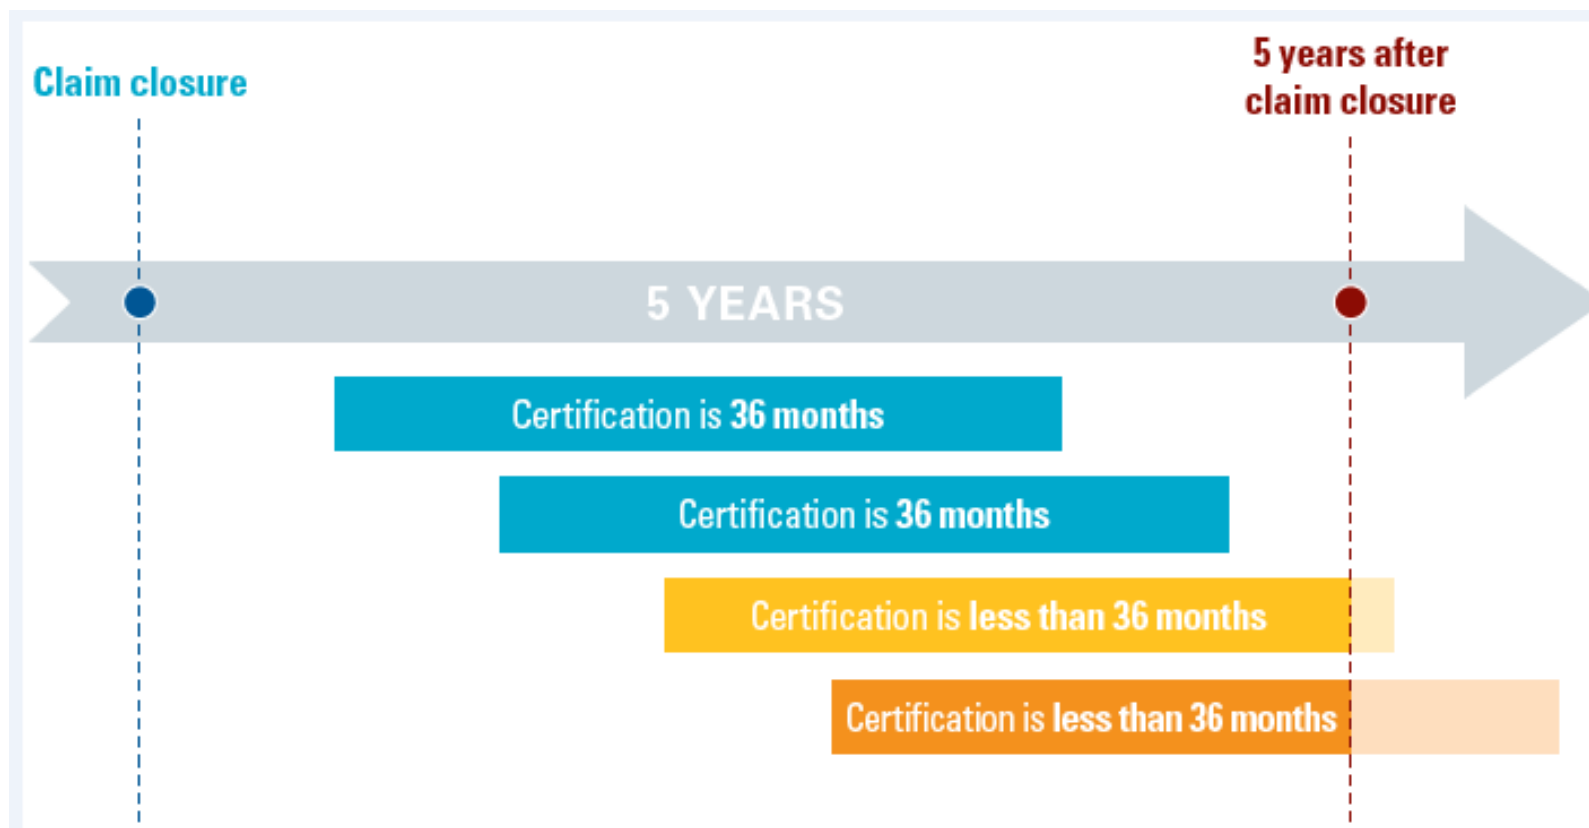 Claim closure
5 years after
claim closure
5 YEARS
Certification is 36 months
Certification is 36 months
Certification is less than 36 months
Certification is less than 36 months